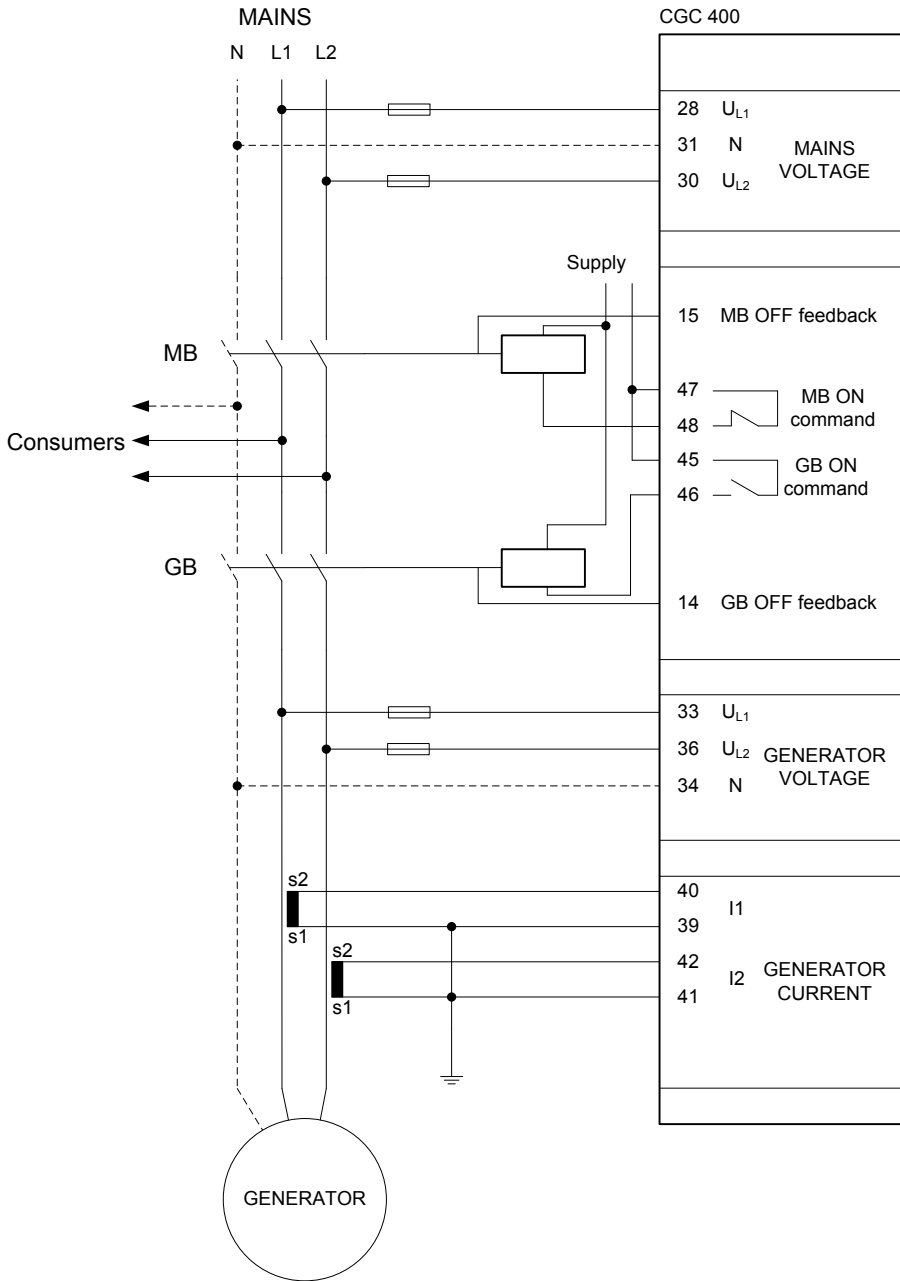 MAINS
CGC 400
N L1 L2
28 UL1
31 N
MAINS
VOLTAGE
30 UL2
Supply
15 MB OFF feedback
MB
47
MB ON
command
48
Consumers
45
GB ON
command
46
GB
14 GB OFF feedback
33 UL1
36 UL2
GENERATOR
VOLTAGE
34 N
s2
40
I1
s1
39
s2
42
I2
GENERATOR
CURRENT
s1
41
GENERATOR